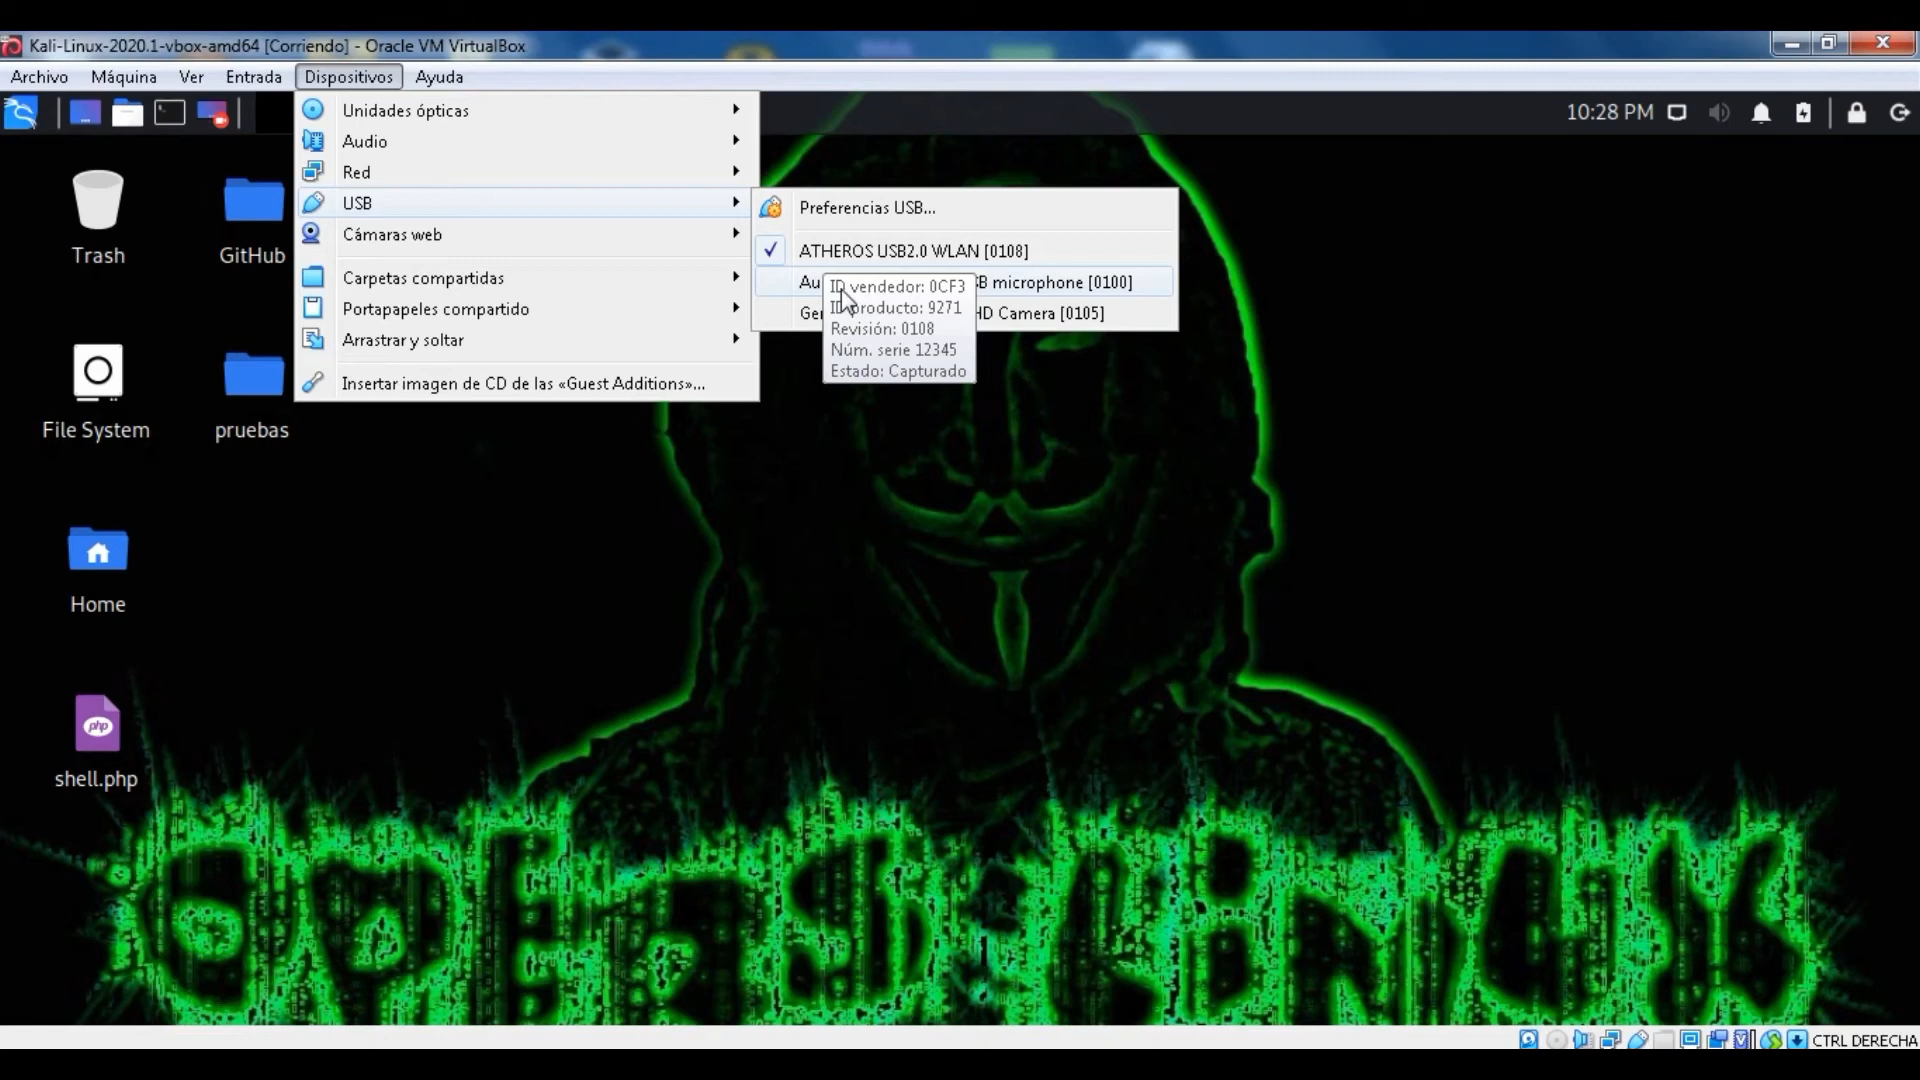 Kali-Linux-2020.1-vbox-amd64 [Corriendo] - Oracle VM VirtualBox
Archivo Máquina Ver Entrada Dispositivos Ayuda
10:28 PM
Unidades ópticas
Audio
Red
USB
Cámaras web
Carpetas compartidas
Portapapeles compartido
Arrastrar y soltar
Insertar imagen de CD de las «Guest Additions»...
Preferencias USB...
ATHEROS USB2.0 WLAN [0108]
microphone [0100]
HD Camera [0105]
ID vendedor: 0CF3
ID producto: 9271
Revisión: 0108
Núm. serie 12345
Estado: Capturado
Trash
GitHub
File System
pruebas
Home
shell.php
php
CTRL DERECHA